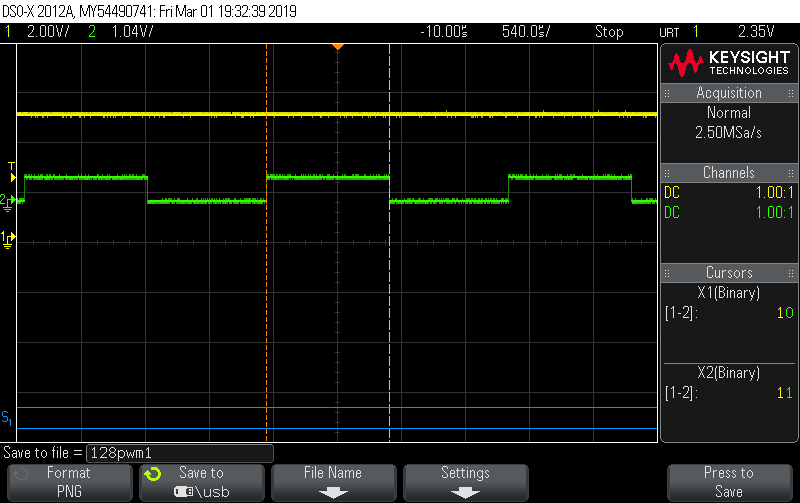 DSO-X 2012A, MY54490741: Fri Mar 01 19:32:39 2019
1 2.00V/ 2 1.04V/ -10.00s 540.0s/ Stop URT 1 2.35V
KEYSIGHT
TECHNOLOGIES
Acquisition
Normal
2.50MSa/s
Channels
DC 1.00:1
DC 1.00:1
Cursors
X1(Binary)
[1-2]: 10
X2(Binary)
[1-2]: 11
T
2
1
S1
Save to file = 128pwm1
Format
PNG
Save to
\usb
File Name
Settings
Press to
Save